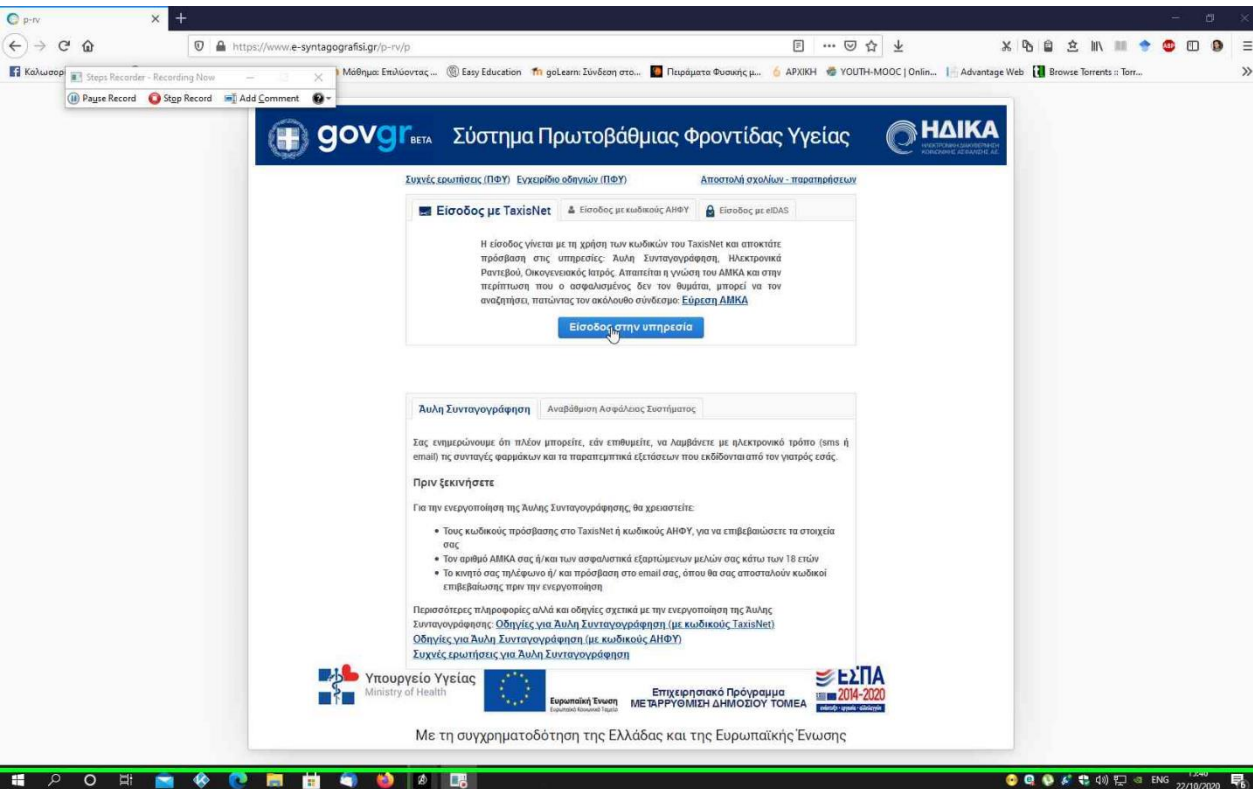 p-rv
https://www.e-syntagografisi.gr/p-rv/p
Steps Recorder - Recording Now
Μάθημα: Επιλύοντας ...
Easy Education
goLearn: Σύνδεση στο...
Πειράματα Φυσικής μ...
ΑΡΧΙΚΗ
YOUTH-MOOC | Onlin...
Advantage Web
Browse Torrents :: Torr...
Pause Record
Stop Record
Add Comment
govgr BETA
Σύστημα Πρωτοβάθμιας Φροντίδας Υγείας
ΗΔΙΚΑ
Συχνές ερωτήσεις (ΠΦΥ) Εγχειρίδιο οδηγιών (ΠΦΥ)
Αποστολή σχολίων - παρατηρήσεων
Είσοδος με TaxisNet
Είσοδος με κωδικούς ΑΗΦΥ
Είσοδος με eIDAS
Η είσοδος γίνεται με τη χρήση των κωδικών του TaxisNet και αποκτάτε
πρόσβαση στις υπηρεσίες: Άυλη Συνταγογράφηση, Ηλεκτρονικά
Ραντεβού, Οικογενειακός Ιατρός. Απαιτείται η γνώση του ΑΜΚΑ και στην
περίπτωση που ο ασφαλισμένος δεν τον θυμάται, μπορεί να τον
αναζητήσει, πατώντας τον ακόλουθο σύνδεσμο: Εύρεση ΑΜΚΑ
Είσοδος στην υπηρεσία
Άυλη Συνταγογράφηση
Αναβάθμιση Ασφάλειας Συστήματος
Σας ενημερώνουμε ότι πλέον μπορείτε, εάν επιθυμείτε, να λαμβάνετε με ηλεκτρονικό τρόπο (sms ή
email) τις συνταγές φαρμάκων και τα παραπεμπτικά εξετάσεων που εκδίδονται από τον γιατρός εσάς.
Πριν ξεκινήσετε
Για την ενεργοποίηση της Άυλης Συνταγογράφησης, θα χρειαστείτε:
• Τους κωδικούς πρόσβασης στο TaxisNet ή κωδικούς ΑΗΦΥ, για να επιβεβαιώσετε τα στοιχεία
σας
• Τον αριθμό ΑΜΚΑ σας ή/και των ασφαλιστικά εξαρτώμενων μελών σας κάτω των 18 ετών
• Το κινητό σας τηλέφωνο ή/ και πρόσβαση στο email σας, όπου θα σας αποσταλούν κωδικοί
επιβεβαίωσης πριν την ενεργοποίηση
Περισσότερες πληροφορίες αλλά και οδηγίες σχετικά με την ενεργοποίηση της Άυλης
Συνταγογράφησης: Οδηγίες για Άυλη Συνταγογράφηση (με κωδικούς TaxisNet)
Οδηγίες για Άυλη Συνταγογράφηση (με κωδικούς ΑΗΦΥ)
Συχνές ερωτήσεις για Άυλη Συνταγογράφηση
Υπουργείο Υγείας
Ministry of Health
Ευρωπαϊκή Ένωση
Ευρωπαϊκό Κοινωνικό Ταμείο
Επιχειρησιακό Πρόγραμμα
ΜΕΤΑΡΡΥΘΜΙΣΗ ΔΗΜΟΣΙΟΥ ΤΟΜΕΑ
ΕΣΠΑ
2014-2020
ανάπτυξη - εργασία - αλληλεγγύη
Με τη συγχρηματοδότηση της Ελλάδας και της Ευρωπαϊκής Ένωσης
ENG
22/10/2020